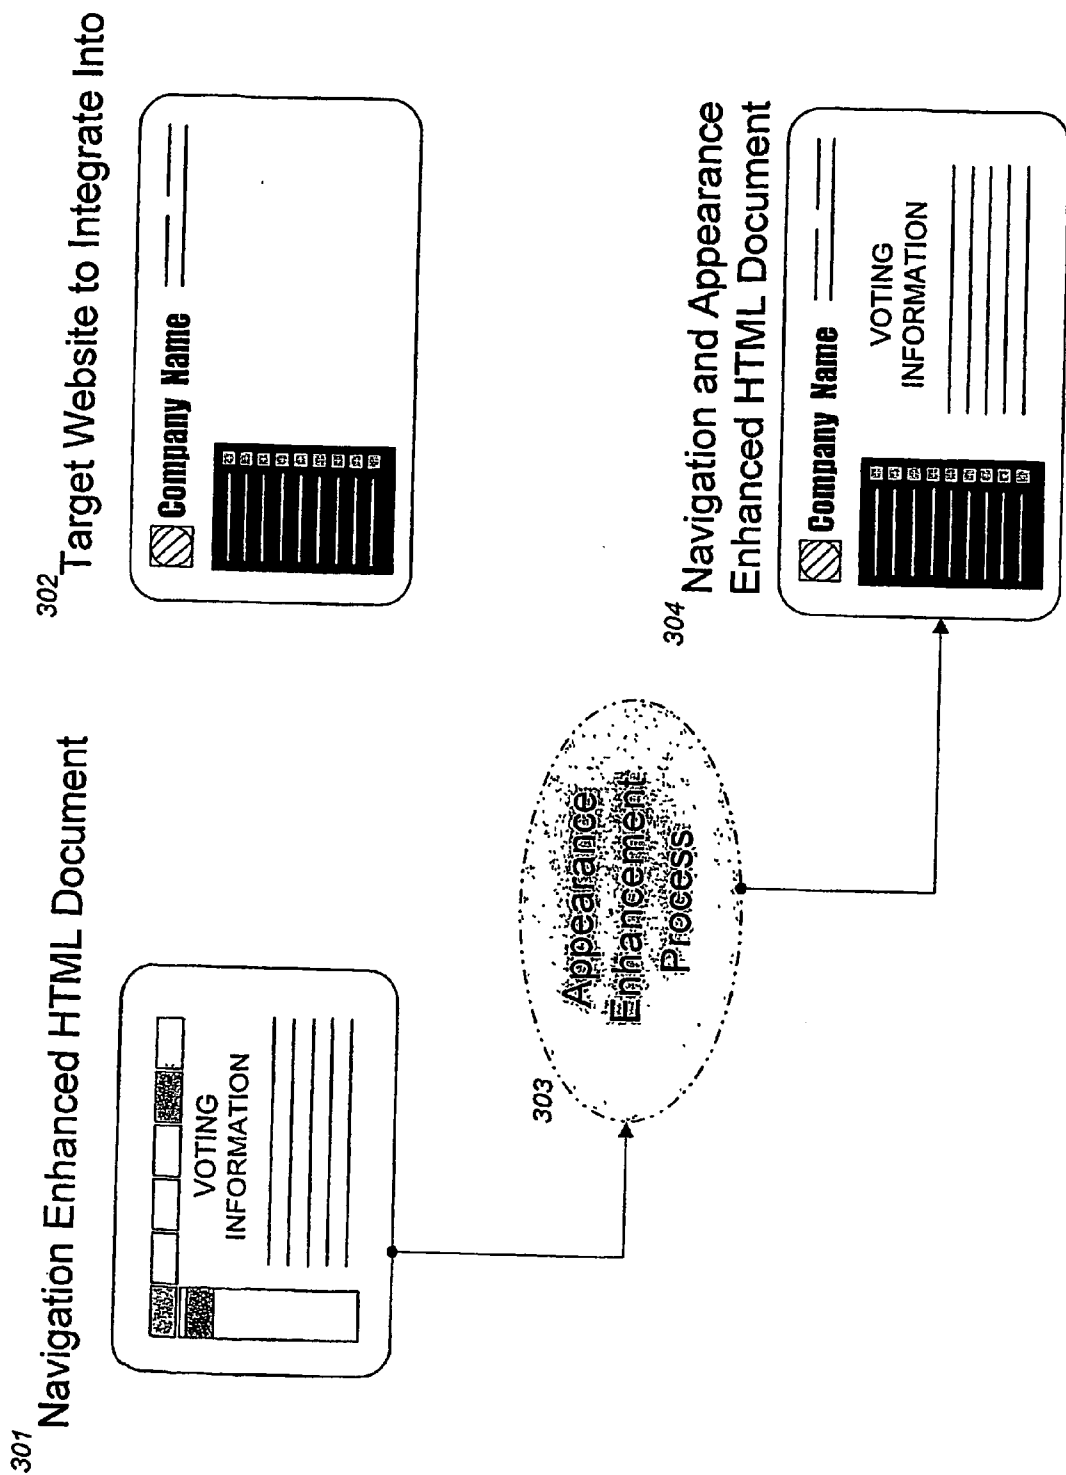 301
Navigation Enhanced HTML Document
VOTING
INFORMATION
302
Target Website to Integrate Into
Company Name
303
Appearance
Enhancement
Process
304
Navigation and Appearance
Enhanced HTML Document
Company Name
VOTING
INFORMATION